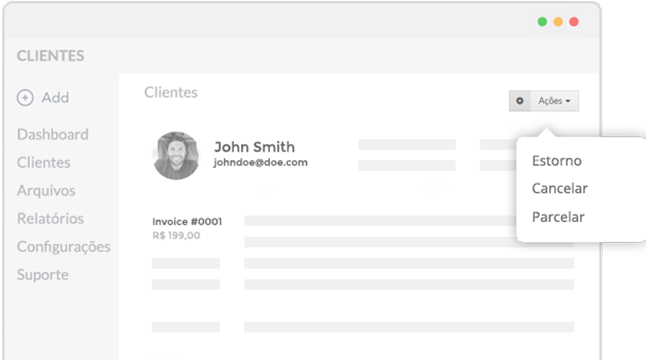 CLIENTES
Add
Dashboard
Clientes
Arquivos
Relatórios
Configurações
Suporte
Clientes
Ações
John Smith
johndoe@doe.com
Estorno
Cancelar
Parcelar
Invoice #0001
R$ 199,00